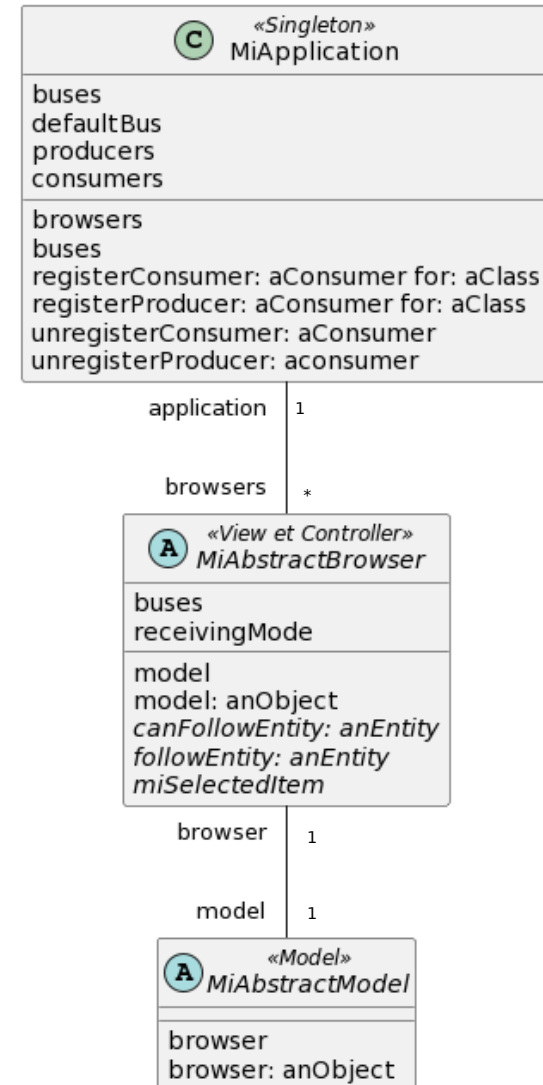 «Singleton»
C MiApplication
buses
defaultBus
producers
consumers
browsers
buses
registerConsumer: aConsumer for: aClass
registerProducer: aConsumer for: aClass
unregisterConsumer: aConsumer
unregisterProducer: aconsumer
application 1
browsers *
«View et Controller»
A MiAbstractBrowser
buses
receivingMode
model
model: anObject
canFollowEntity: anEntity
followEntity: anEntity
miSelectedItem
browser 1
model 1
«Model»
A MiAbstractModel
browser
browser: anObject